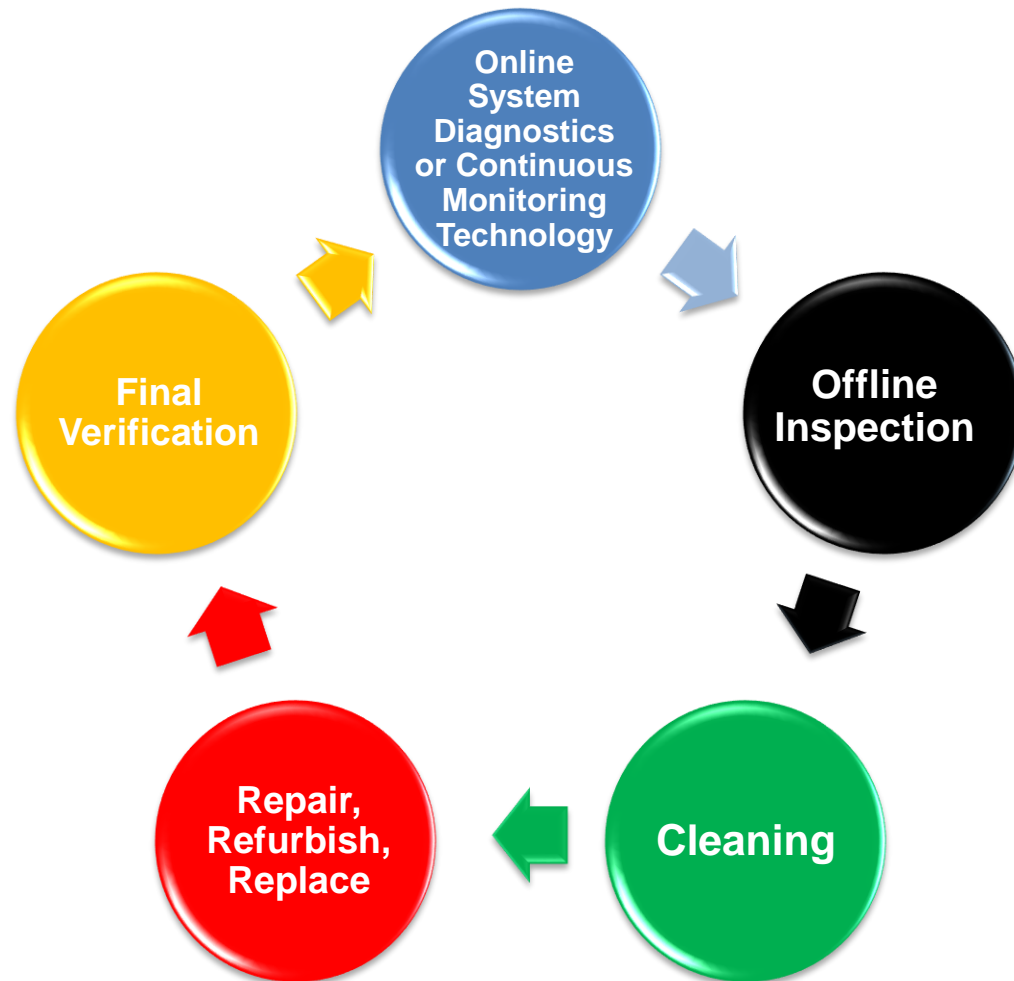 Online
System
Diagnostics
or Continuous
Monitoring
Technology
Offline
Inspection
Cleaning
Repair,
Refurbish,
Replace
Final
Verification